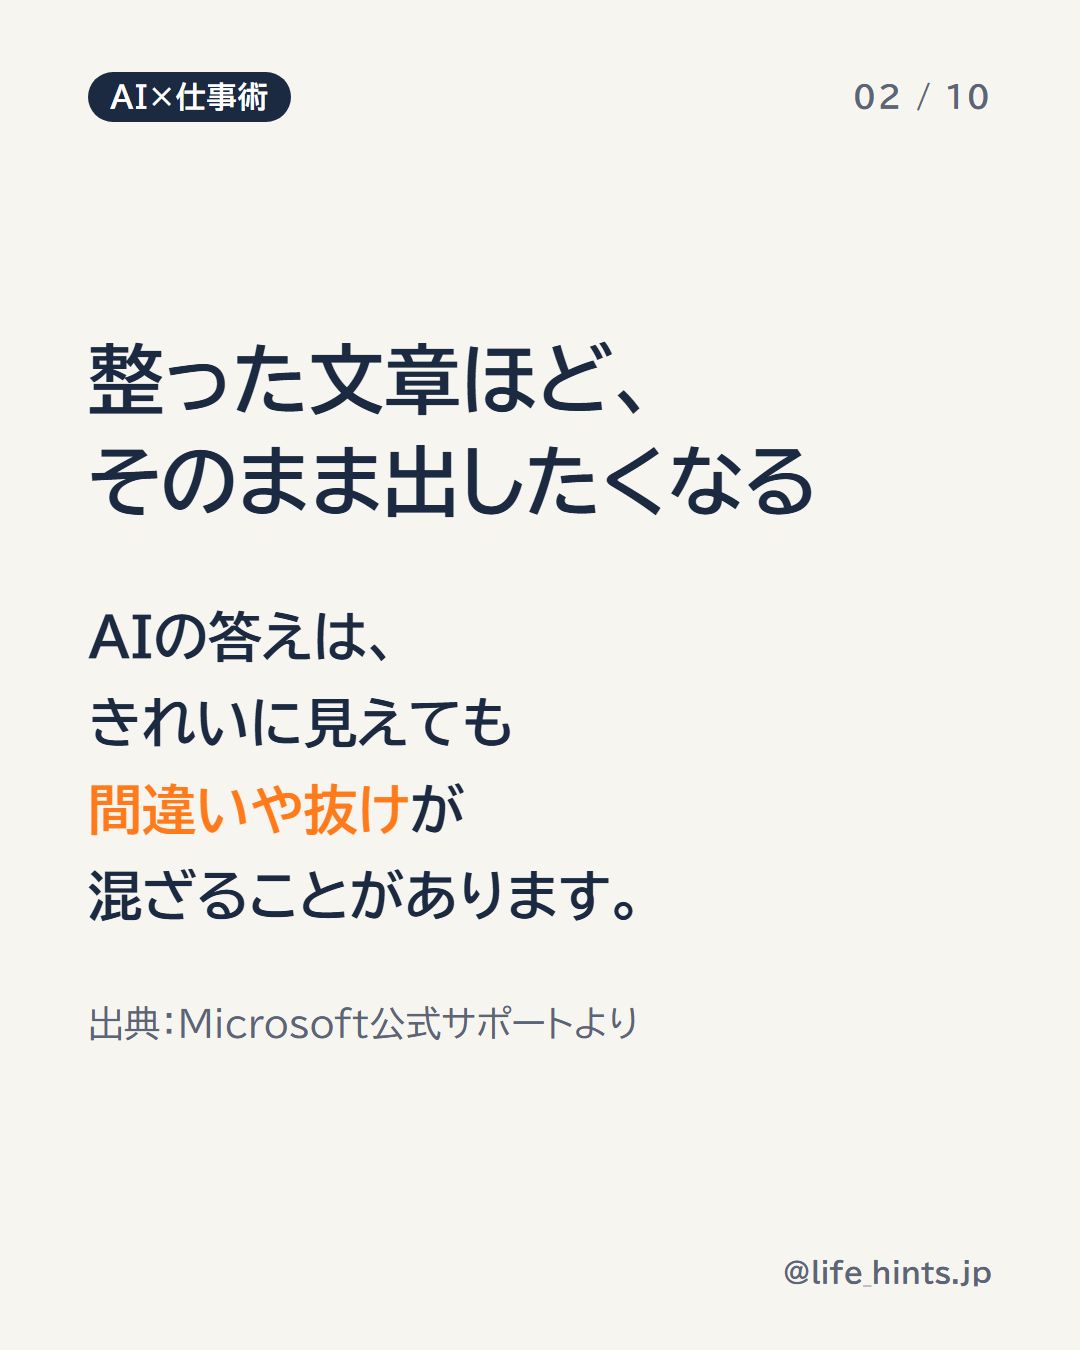 AI×仕事術
02 / 10
整った文章ほど、
そのまま出したくなる
AIの答えは、
きれいに見えても
間違いや抜けが
混ざることがあります。
出典：Microsoft公式サポートより
@life_hints.jp